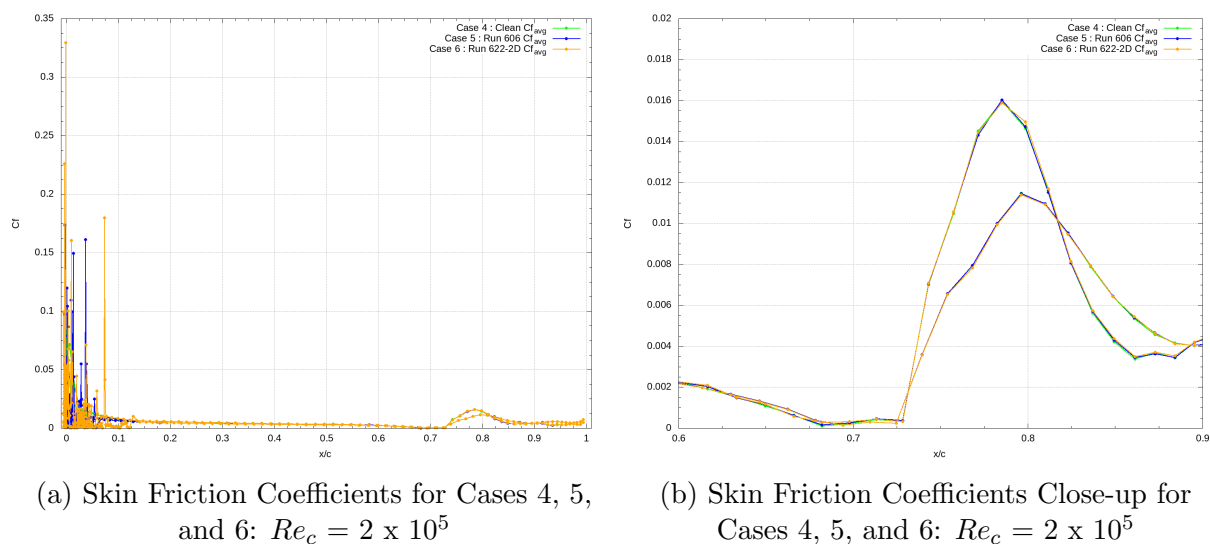 0.35
0.3
0.25
0.2
0.15
0.1
0.05
0
Cf
0 0.1 0.2 0.3 0.4 0.5 0.6 0.7 0.8 0.9 1
x/c
Case 4 : Clean Cf_avg
Case 5 : Run 606 Cf_avg
Case 6 : Run 622-2D Cf_avg
0.02
0.018
0.016
0.014
0.012
0.01
0.008
0.006
0.004
0.002
0
Cf
0.6 0.7 0.8 0.9
x/c
Case 4 : Clean Cf_avg
Case 5 : Run 606 Cf_avg
Case 6 : Run 622-2D Cf_avg
(a) Skin Friction Coefficients for Cases 4, 5,
and 6: Re_c = 2 x 10^5
(b) Skin Friction Coefficients Close-up for
Cases 4, 5, and 6: Re_c = 2 x 10^5